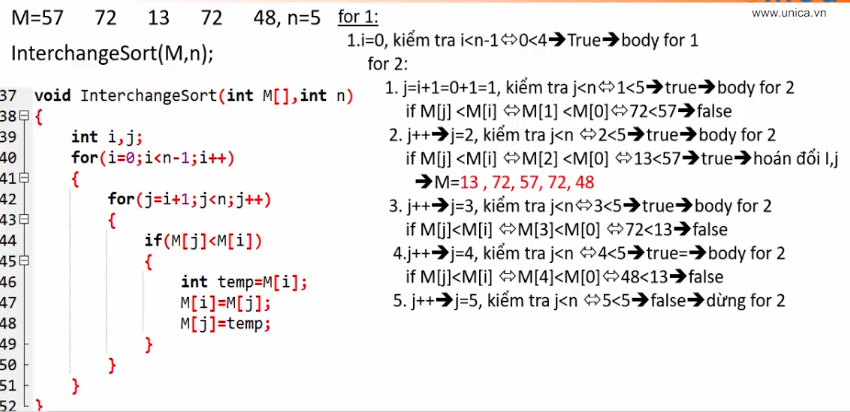 www.unica.vn
M=57 72 13 72 48, n=5
InterchangeSort(M,n);
37 void InterchangeSort(int M[],int n)
38 {
39 int i,j;
40 for(i=0;i<n-1;i++)
41 {
42 for(j=i+1;j<n;j++)
43 {
44 if(M[j]<M[i])
45 {
46 int temp=M[i];
47 M[i]=M[j];
48 M[j]=temp;
49 }
50 }
51 }
52 }
for 1:
1.i=0, kiểm tra i<n-1⇔0<4➔True➔body for 1
for 2:
1. j=i+1=0+1=1, kiểm tra j<n⇔1<5➔true➔body for 2
if M[j] <M[i] ⇔M[1] <M[0]⇔72<57➔false
2. j++➔j=2, kiểm tra j<n ⇔2<5➔true➔body for 2
if M[j] <M[i] ⇔M[2] <M[0] ⇔13<57➔true➔hoán đổi I,j
➔M=13 , 72, 57, 72, 48
3. j++➔j=3, kiểm tra j<n⇔3<5➔true➔body for 2
if M[j]<M[i] ⇔M[3]<M[0] ⇔72<13➔false
4.j++➔j=4, kiểm tra j<n ⇔4<5➔true=➔body for 2
if M[j]<M[i] ⇔M[4]<M[0]⇔48<13➔false
5. j++➔j=5, kiểm tra j<n ⇔5<5➔false➔dừng for 2